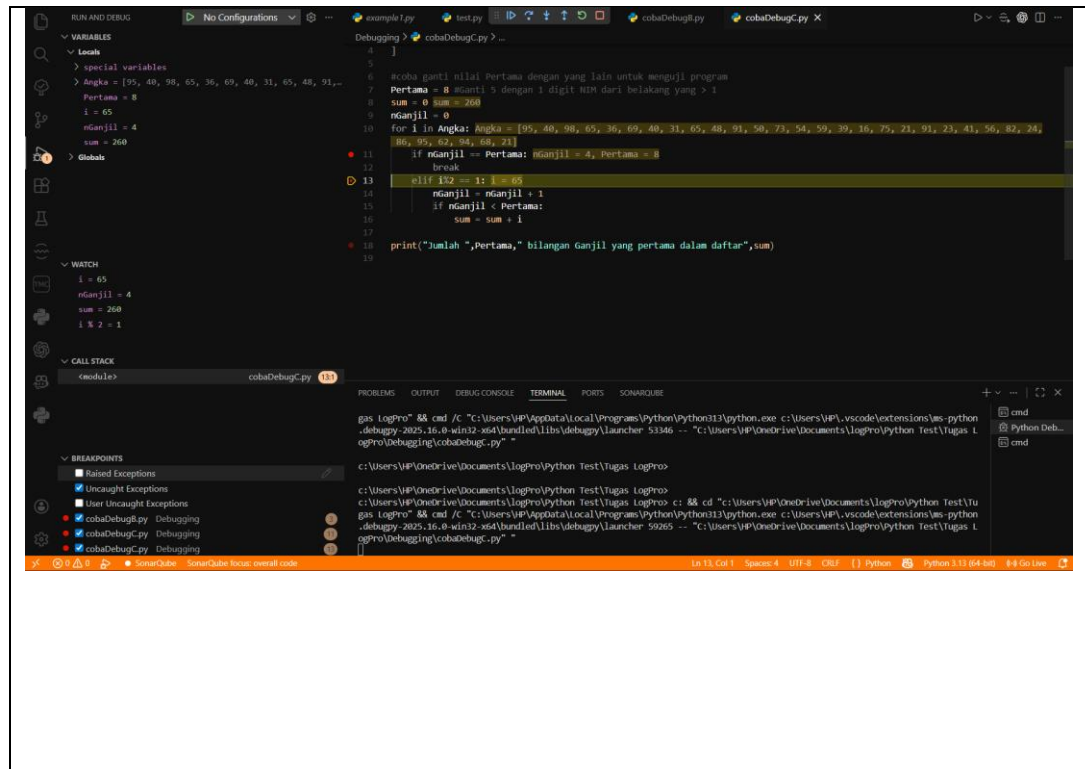 RUN AND DEBUG
No Configurations
example1.py
test.py
cobaDebugB.py
cobaDebugC.py
VARIABLES
Locals
special variables
Angka = [95, 40, 98, 65, 36, 69, 40, 31, 65, 48, 91,...
Pertama = 8
i = 65
nGanjil = 4
sum = 260
Globals
WATCH
i = 65
nGanjil = 4
sum = 260
i % 2 = 1
CALL STACK
<module> cobaDebugC.py 13:1
BREAKPOINTS
Raised Exceptions
Uncaught Exceptions
User Uncaught Exceptions
cobaDebugB.py Debugging
cobaDebugC.py Debugging 11
cobaDebugC.py Debugging
Debugging > cobaDebugC.py > ...
4 ]
5
6 #coba ganti nilai Pertama dengan yang lain untuk menguji program
7 Pertama = 8 #Ganti 5 dengan 1 digit NIM dari belakang yang > 1
8 sum = 0 sum = 260
9 nGanjil = 0
10 for i in Angka: Angka = [95, 40, 98, 65, 36, 69, 40, 31, 65, 48, 91, 50, 73, 54, 59, 39, 16, 75, 21, 91, 23, 41, 56, 82, 24,
86, 95, 62, 94, 68, 21]
11 if nGanjil == Pertama: nGanjil = 4, Pertama = 8
12 break
13 elif i%2 == 1: i = 65
14 nGanjil = nGanjil + 1
15 if nGanjil < Pertama:
16 sum = sum + i
17
18 print("Jumlah ",Pertama," bilangan Ganjil yang pertama dalam daftar",sum)
19
PROBLEMS OUTPUT DEBUG CONSOLE TERMINAL PORTS SONARQUBE
gas LogPro" && cmd /C "C:\Users\HP\AppData\Local\Programs\Python\Python313\python.exe c:\Users\HP\.vscode\extensions\ms-python
.debugpy-2025.16.0-win32-x64\bundled\libs\debugpy\launcher 53346 -- "C:\Users\HP\OneDrive\Documents\logPro\Python Test\Tugas L
ogPro\Debugging\cobaDebugC.py" "
c:\Users\HP\OneDrive\Documents\logPro\Python Test\Tugas LogPro>
c:\Users\HP\OneDrive\Documents\logPro\Python Test\Tugas LogPro>
c:\Users\HP\OneDrive\Documents\logPro\Python Test\Tugas LogPro> c: && cd "c:\Users\HP\OneDrive\Documents\logPro\Python Test\Tu
gas LogPro" && cmd /C "C:\Users\HP\AppData\Local\Programs\Python\Python313\python.exe c:\Users\HP\.vscode\extensions\ms-python
.debugpy-2025.16.0-win32-x64\bundled\libs\debugpy\launcher 59265 -- "C:\Users\HP\OneDrive\Documents\logPro\Python Test\Tugas L
ogPro\Debugging\cobaDebugC.py" "
cmd
Python Deb...
cmd
0 0 SonarQube SonarQube focus: overall code
Ln 13, Col 1 Spaces: 4 UTF-8 CRLF {} Python Python 3.13 (64-bit) Go Live